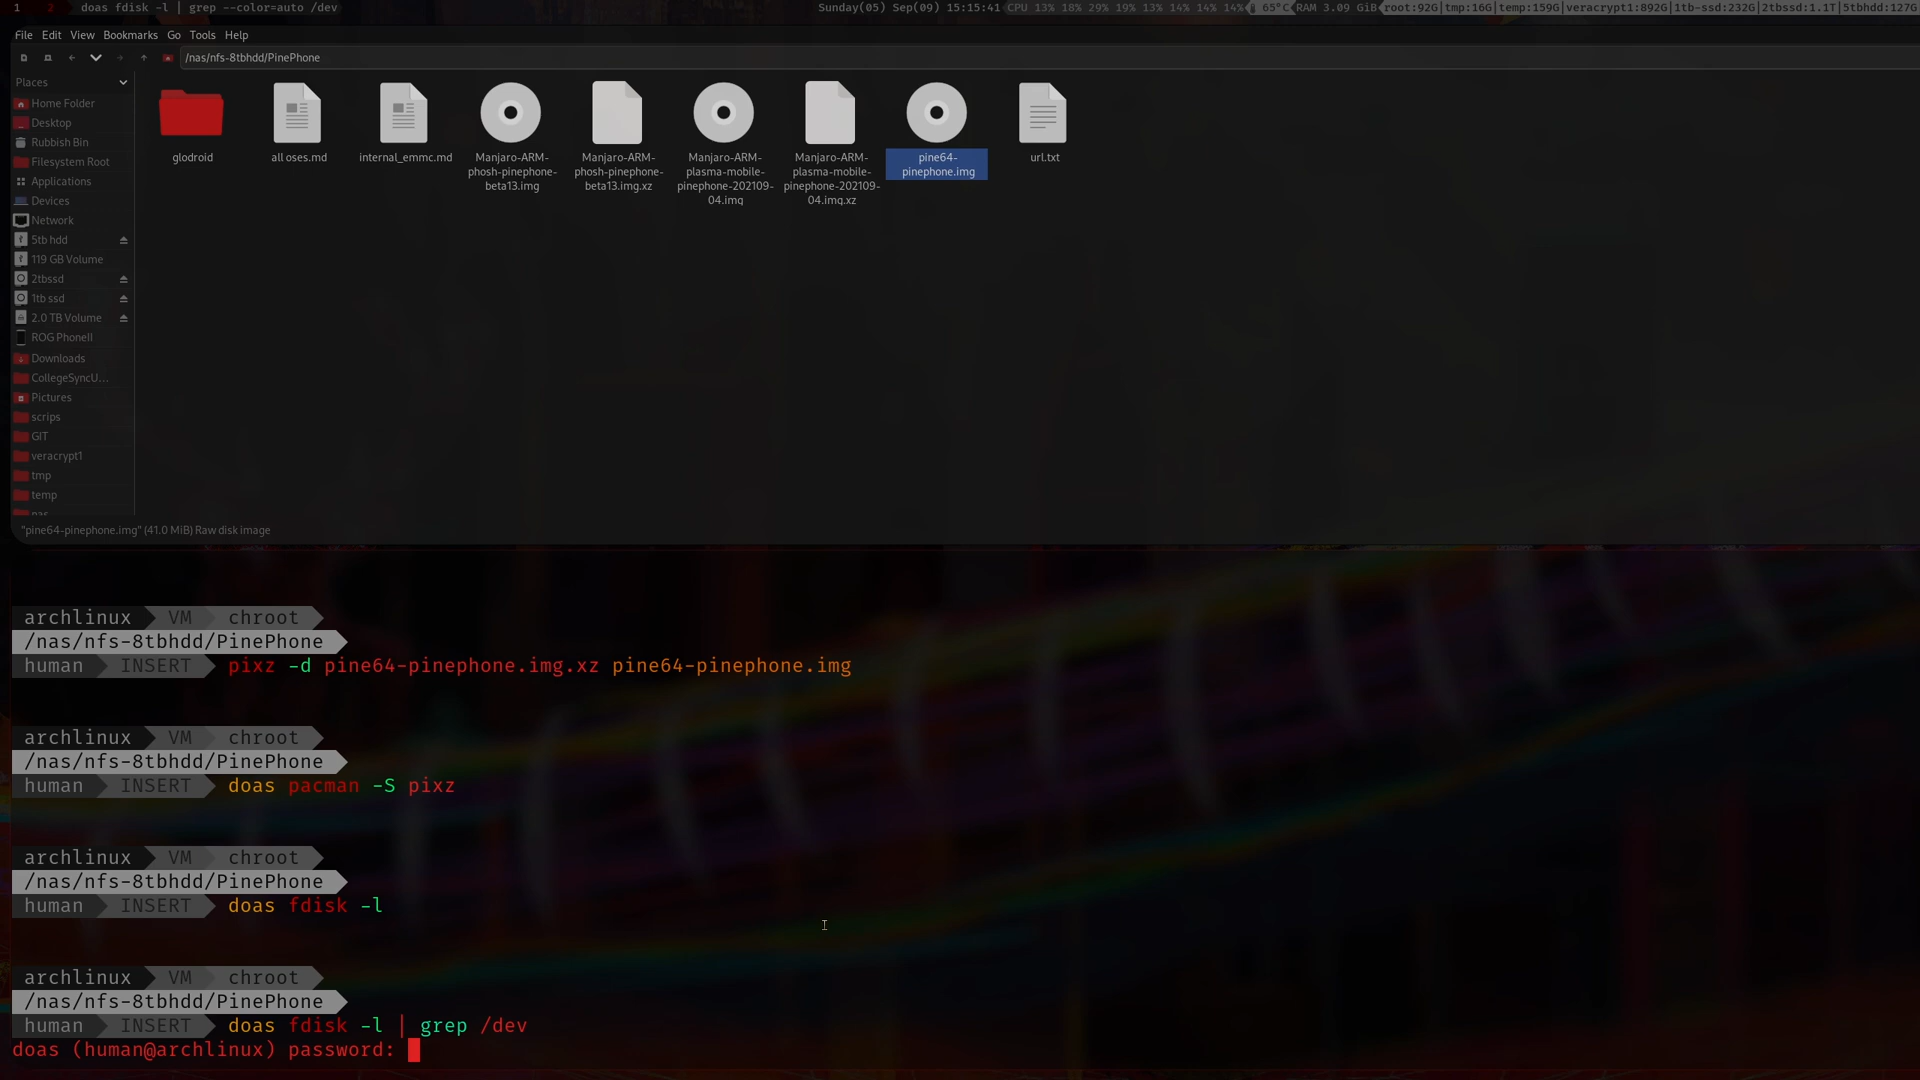 1 2 doas fdisk -l | grep --color=auto /dev
Sunday(05) Sep(09) 15:15:41 CPU 13% 18% 29% 19% 13% 14% 14% 14% 65°C RAM 3.09 GiB root:92G|tmp:16G|temp:159G|veracrypt1:892G|1tb-ssd:232G|2tbssd:1.1T|5tbhdd:127G
File Edit View Bookmarks Go Tools Help
/nas/nfs-8tbhdd/PinePhone
Places
Home Folder
Desktop
Rubbish Bin
Filesystem Root
Applications
Devices
Network
5tb hdd
119 GB Volume
2tbssd
1tb ssd
2.0 TB Volume
ROG PhoneII
Downloads
CollegeSyncU...
Pictures
scrips
GIT
veracrypt1
tmp
temp
nas
glodroid
all oses.md
internal_emmc.md
Manjaro-ARM-
phosh-pinephone-
beta13.img
Manjaro-ARM-
phosh-pinephone-
beta13.img.xz
Manjaro-ARM-
plasma-mobile-
pinephone-202109-
04.img
Manjaro-ARM-
plasma-mobile-
pinephone-202109-
04.img.xz
pine64-
pinephone.img
url.txt
"pine64-pinephone.img" (41.0 MiB) Raw disk image
archlinux VM chroot
/nas/nfs-8tbhdd/PinePhone
human INSERT pixz -d pine64-pinephone.img.xz pine64-pinephone.img
archlinux VM chroot
/nas/nfs-8tbhdd/PinePhone
human INSERT doas pacman -S pixz
archlinux VM chroot
/nas/nfs-8tbhdd/PinePhone
human INSERT doas fdisk -l
archlinux VM chroot
/nas/nfs-8tbhdd/PinePhone
human INSERT doas fdisk -l | grep /dev
doas (human@archlinux) password: